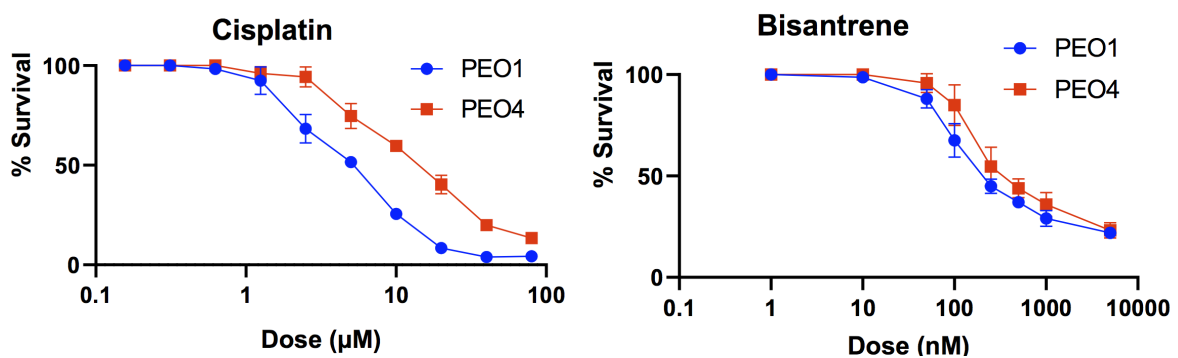 Cisplatin
PEO1
PEO4
% Survival
100
50
0
0.1
1
10
100
Dose (µM)
Bisantrene
PEO1
PEO4
% Survival
100
50
0
0.1
1
10
100
1000
10000
Dose (nM)